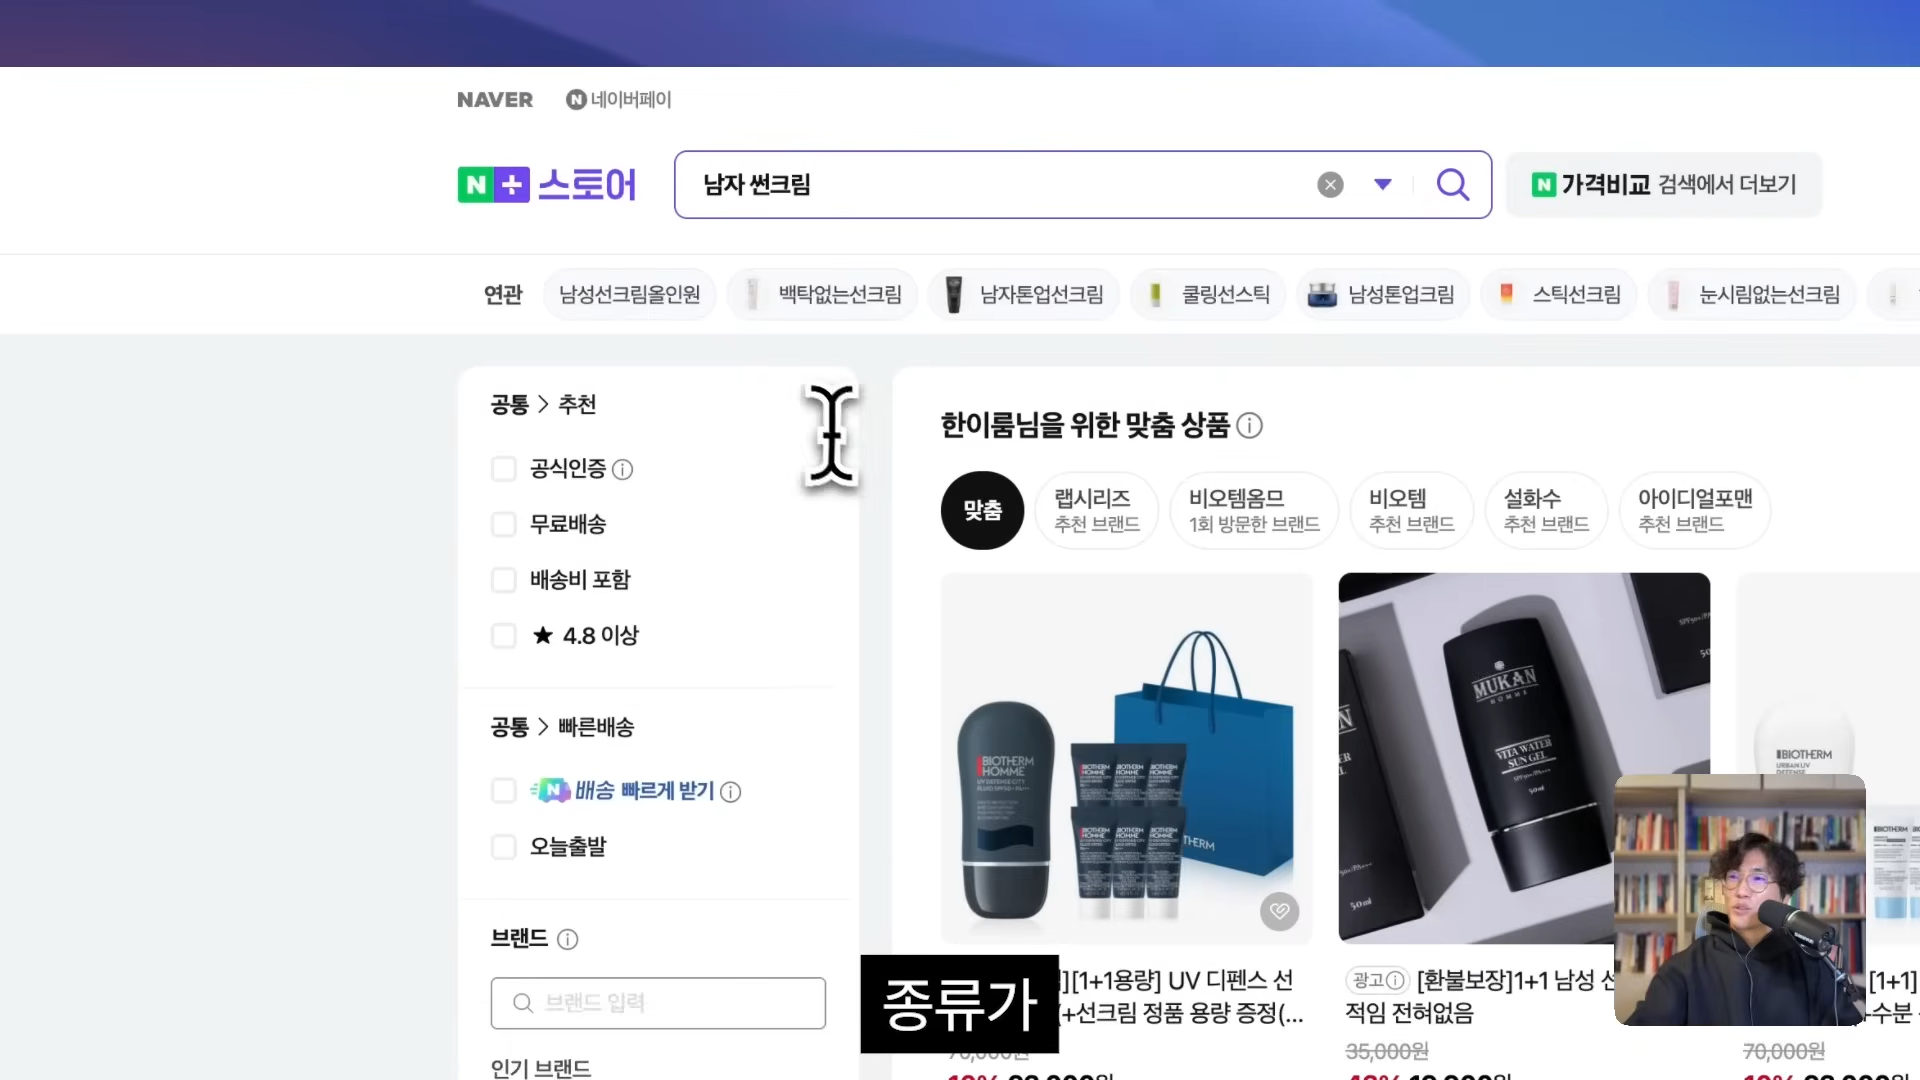 NAVER
N 네이버페이
N+ 스토어
남자 썬크림
N 가격비교 검색에서 더보기
연관
남성선크림올인원
백탁없는선크림
남자톤업선크림
쿨링선스틱
남성톤업크림
스틱선크림
눈시림없는선크림
공통 > 추천
공식인증
무료배송
배송비 포함
★ 4.8 이상
공통 > 빠른배송
N 배송 빠르게 받기
오늘출발
브랜드
브랜드 입력
인기 브랜드
한이룸님을 위한 맞춤 상품
맞춤
랩시리즈
추천 브랜드
비오템옴므
1회 방문한 브랜드
비오템
추천 브랜드
설화수
추천 브랜드
아이디얼포맨
추천 브랜드
BIOTHERM
HOMME
MUKAN
HOMME
VITA WATER
SUN GEL
50ml
BIOTHERM
URBAN UV
DEFENSE
][1+1용량] UV 디펜스 선
(+선크림 정품 용량 증정(...
광고 [환불보장]1+1 남성 선
적임 전혀없음
35,000원
[1+1]
+수분
70,000원
종류가